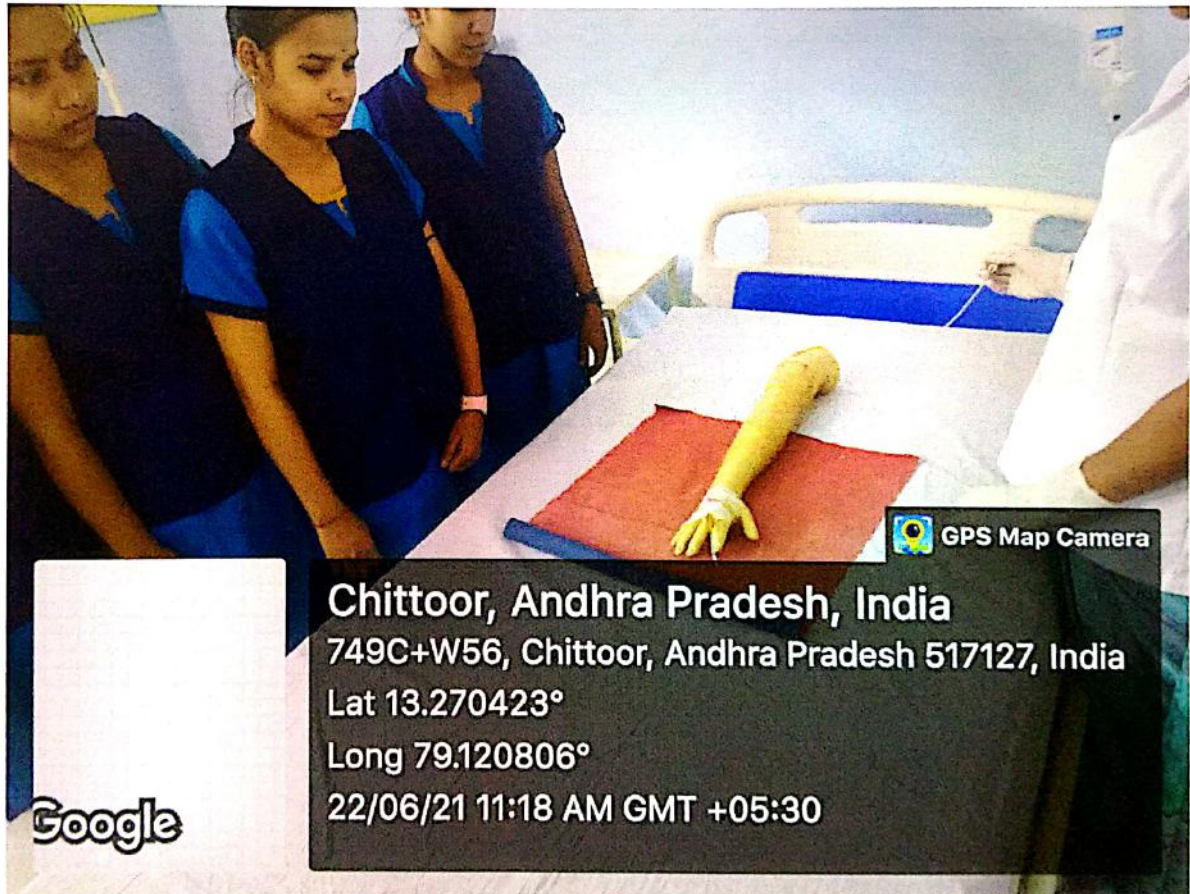 GPS Map Camera
Chittoor, Andhra Pradesh, India
749C+W56, Chittoor, Andhra Pradesh 517127, India
Lat 13.270423°
Long 79.120806°
22/06/21 11:18 AM GMT +05:30
Google